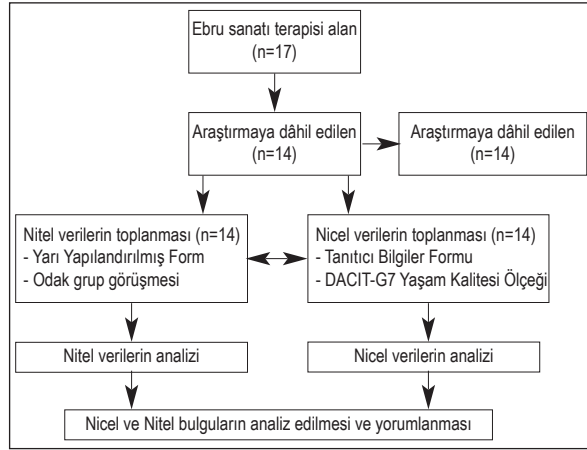 Ebru sanatı terapisi alan
(n=17)
Araştırmaya dâhil edilen
(n=14)
Araştırmaya dâhil edilen
(n=14)
Nitel verilerin toplanması (n=14)
- Yarı Yapılandırılmış Form
- Odak grup görüşmesi
Nicel verilerin toplanması (n=14)
- Tanıtıcı Bilgiler Formu
- DACIT-G7 Yaşam Kalitesi Ölçeği
Nitel verilerin analizi
Nicel verilerin analizi
Nicel ve Nitel bulguların analiz edilmesi ve yorumlanması